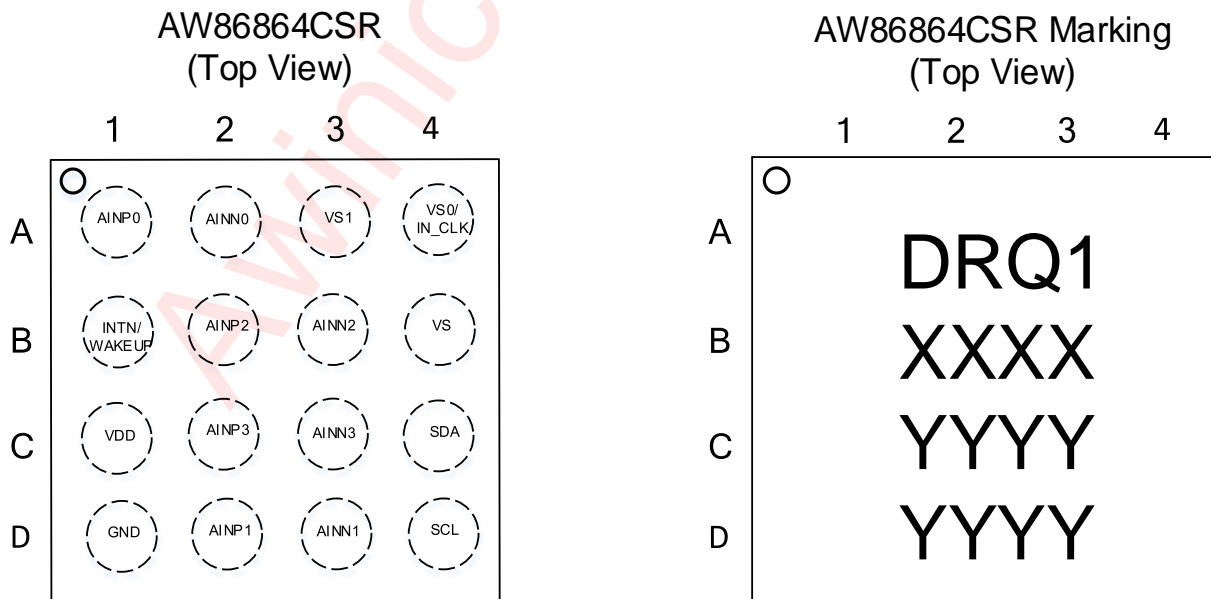 AW86864CSR
(Top View)
1 2 3 4
A AINP0 AINN0 VS1 VS0/
IN_CLK
B INTN/
WAKEUP AINP2 AINN2 VS
C VDD AINP3 AINN3 SDA
D GND AINP1 AINN1 SCL
AW86864CSR Marking
(Top View)
1 2 3 4
A DRQ1
B XXXX
C YYYY
D YYYY
Awinic